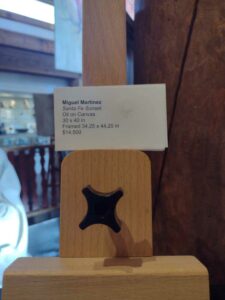 Miguel Martinez
Santa Fe Sunset
Oil on Canvas
30 x 40 in
Framed 34.25 x 44.25 in
$14,500